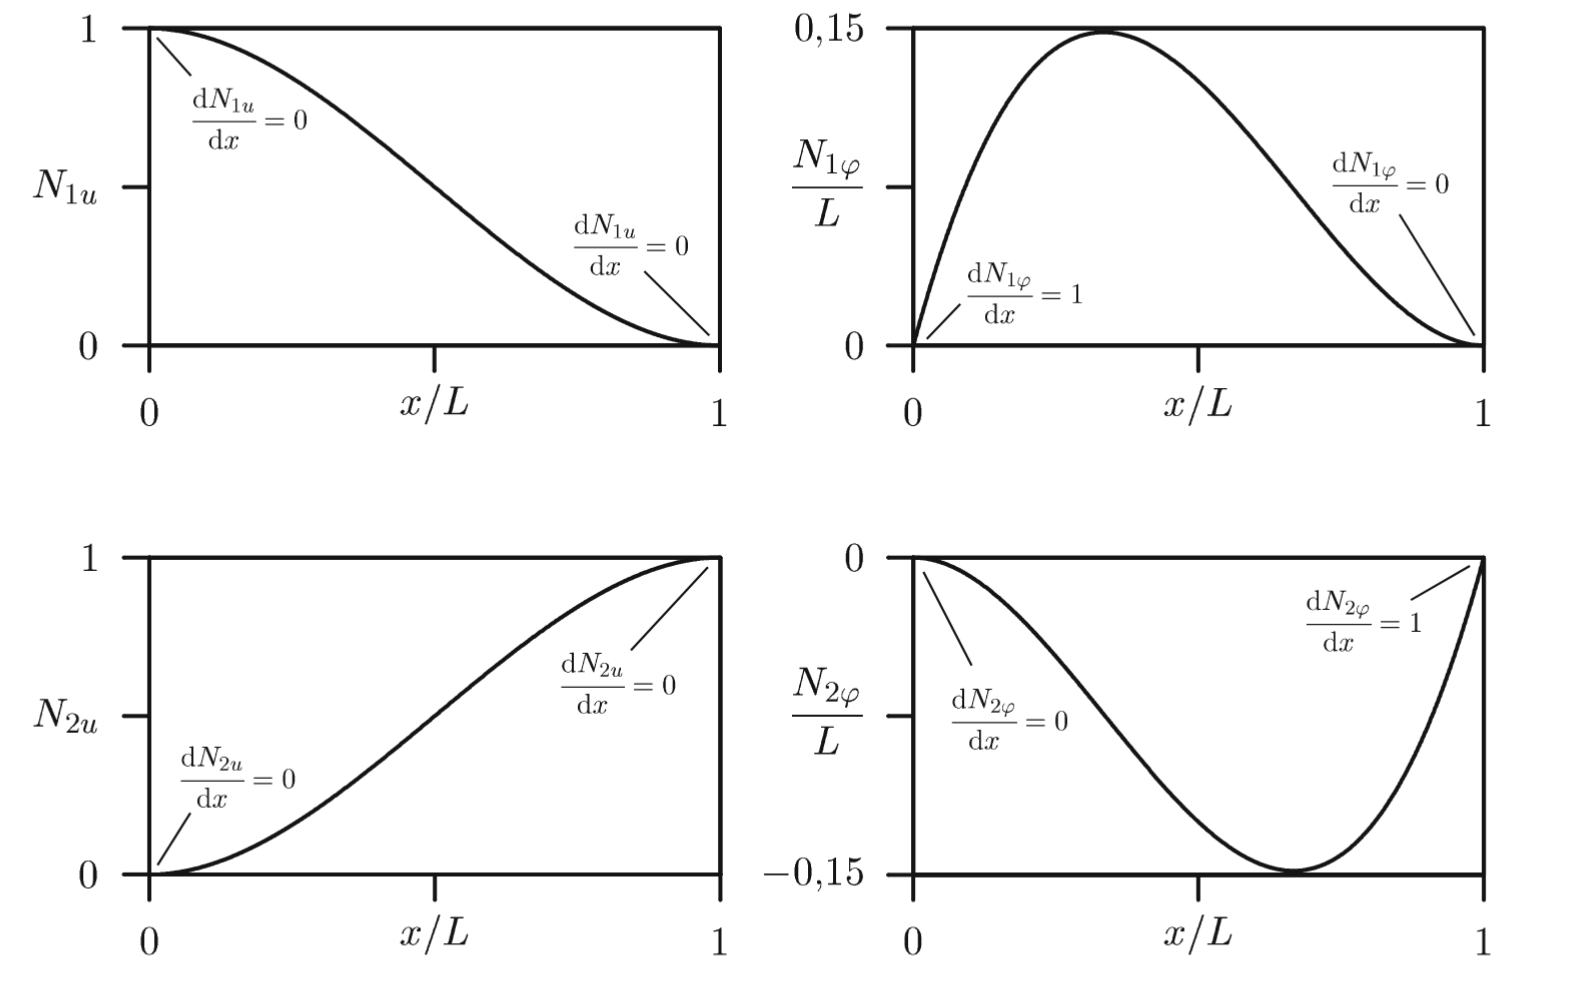 1
dN₁ᵤ/dx = 0
N₁ᵤ
dN₁ᵤ/dx = 0
0
0 x/L 1
0,15
N₁ᵩ/L
dN₁ᵩ/dx = 0
dN₁ᵩ/dx = 1
0
0 x/L 1
1
dN₂ᵤ/dx = 0
N₂ᵤ
dN₂ᵤ/dx = 0
0
0 x/L 1
0
dN₂ᵩ/dx = 1
N₂ᵩ/L
dN₂ᵩ/dx = 0
−0,15
0 x/L 1